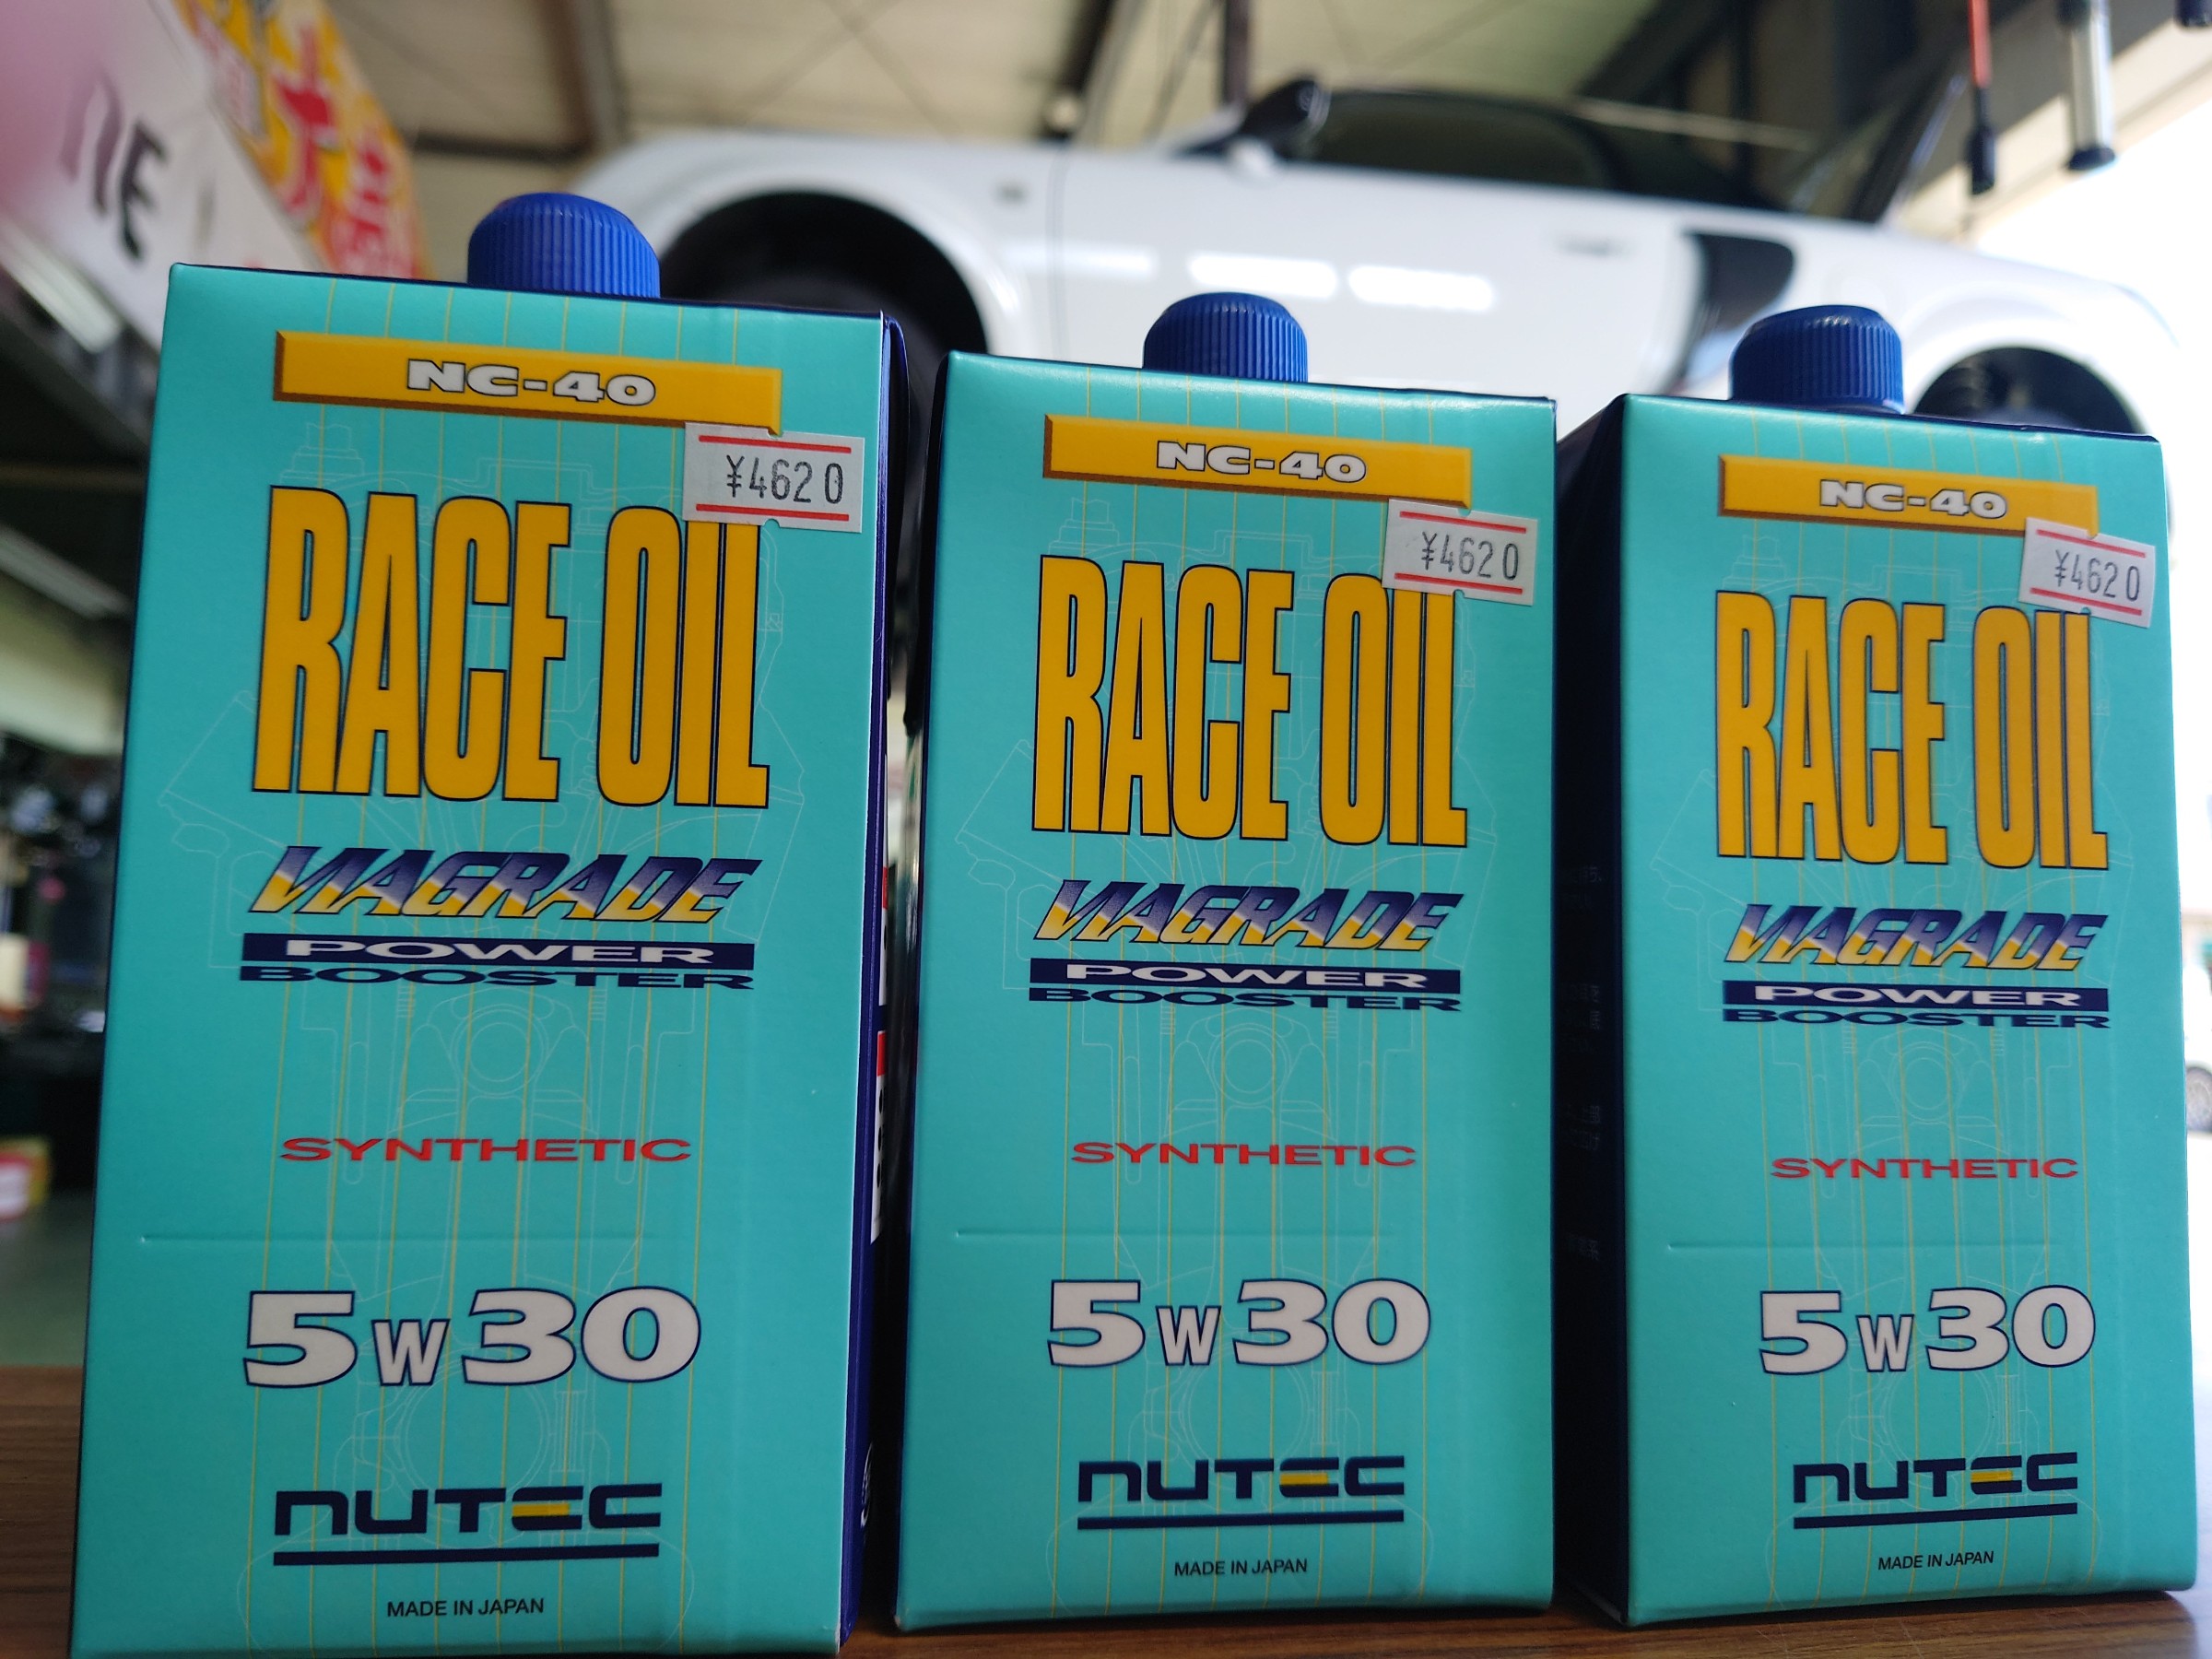 NC-40
¥4620
RACE OIL
VIAGRADE
POWER
BOOSTER
SYNTHETIC
5W30
NUTEC
MADE IN JAPAN
NC-40
¥4620
RACE OIL
VIAGRADE
POWER
BOOSTER
SYNTHETIC
5W30
NUTEC
MADE IN JAPAN
NC-40
¥4620
RACE OIL
VIAGRADE
POWER
BOOSTER
SYNTHETIC
5W30
NUTEC
MADE IN JAPAN